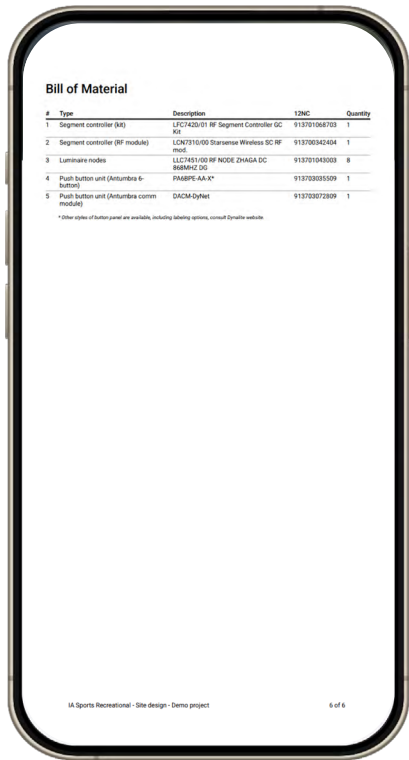 Bill of Material
# Type Description 12NC Quantity
1 Segment controller (kit) LFC7420/01 RF Segment Controller GC Kit 913701068703 1
2 Segment controller (RF module) LCN7310/00 Starsense Wireless SC RF mod. 913700342404 1
3 Luminaire nodes LLC7451/00 RF NODE ZHAGA DC 868MHZ DG 913701043003 8
4 Push button unit (Antumbra 6-button) PA6BPE-AA-X* 913703035509 1
5 Push button unit (Antumbra comm module) DACM-DyNet 913703072809 1
* Other styles of button panel are available, including labeling options, consult Dynalite website.
IA Sports Recreational - Site design - Demo project 6 of 6